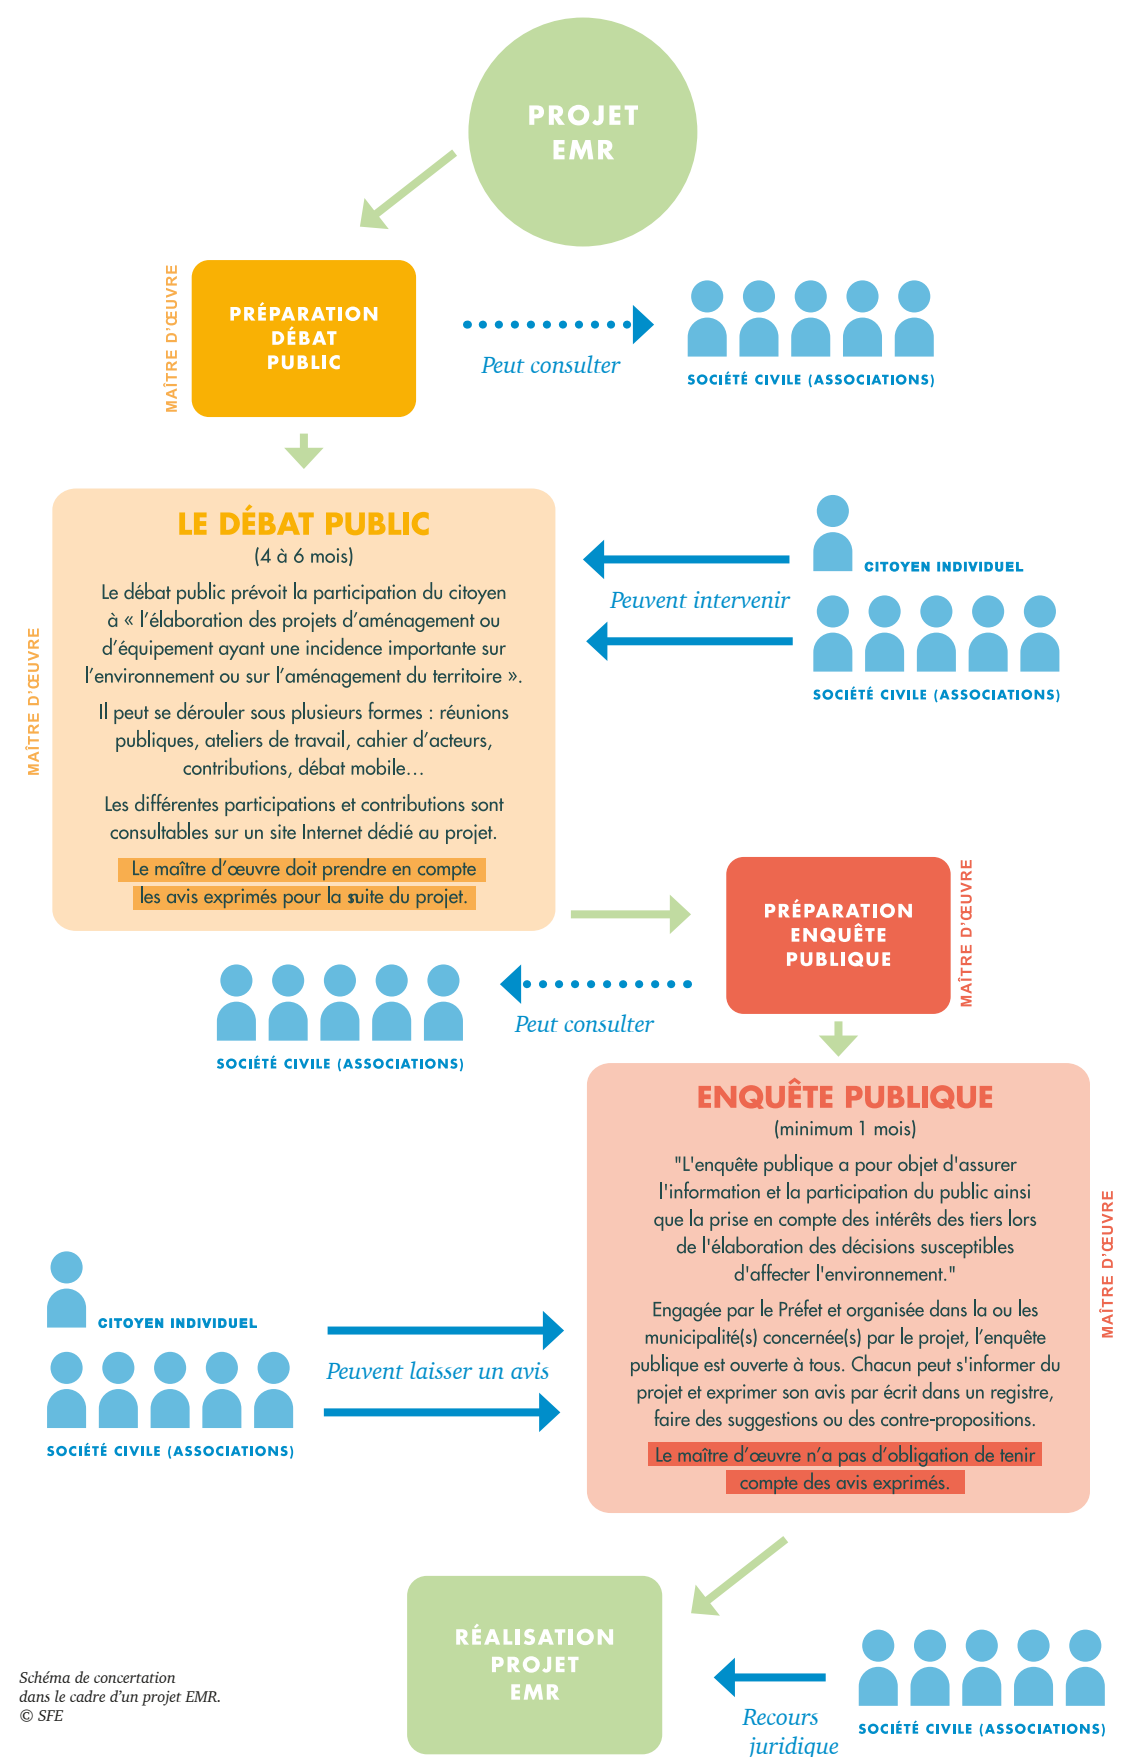 PROJET
EMR
MAÎTRE D'ŒUVRE
PRÉPARATION
DÉBAT
PUBLIC
Peut consulter
SOCIÉTÉ CIVILE (ASSOCIATIONS)
MAÎTRE D'ŒUVRE
LE DÉBAT PUBLIC
(4 à 6 mois)
Le débat public prévoit la participation du citoyen
à « l'élaboration des projets d'aménagement ou
d'équipement ayant une incidence importante sur
l'environnement ou sur l'aménagement du territoire ».
Il peut se dérouler sous plusieurs formes : réunions
publiques, ateliers de travail, cahier d'acteurs,
contributions, débat mobile…
Les différentes participations et contributions sont
consultables sur un site Internet dédié au projet.
Le maître d'œuvre doit prendre en compte
les avis exprimés pour la suite du projet.
CITOYEN INDIVIDUEL
Peuvent intervenir
SOCIÉTÉ CIVILE (ASSOCIATIONS)
PRÉPARATION
ENQUÊTE
PUBLIQUE
MAÎTRE D'ŒUVRE
Peut consulter
SOCIÉTÉ CIVILE (ASSOCIATIONS)
ENQUÊTE PUBLIQUE
(minimum 1 mois)
"L'enquête publique a pour objet d'assurer
l'information et la participation du public ainsi
que la prise en compte des intérêts des tiers lors
de l'élaboration des décisions susceptibles
d'affecter l'environnement."
Engagée par le Préfet et organisée dans la ou les
municipalité(s) concernée(s) par le projet, l'enquête
publique est ouverte à tous. Chacun peut s'informer du
projet et exprimer son avis par écrit dans un registre,
faire des suggestions ou des contre-propositions.
Le maître d'œuvre n'a pas d'obligation de tenir
compte des avis exprimés.
MAÎTRE D'ŒUVRE
CITOYEN INDIVIDUEL
Peuvent laisser un avis
SOCIÉTÉ CIVILE (ASSOCIATIONS)
RÉALISATION
PROJET
EMR
Recours
juridique
SOCIÉTÉ CIVILE (ASSOCIATIONS)
Schéma de concertation
dans le cadre d'un projet EMR.
© SFE